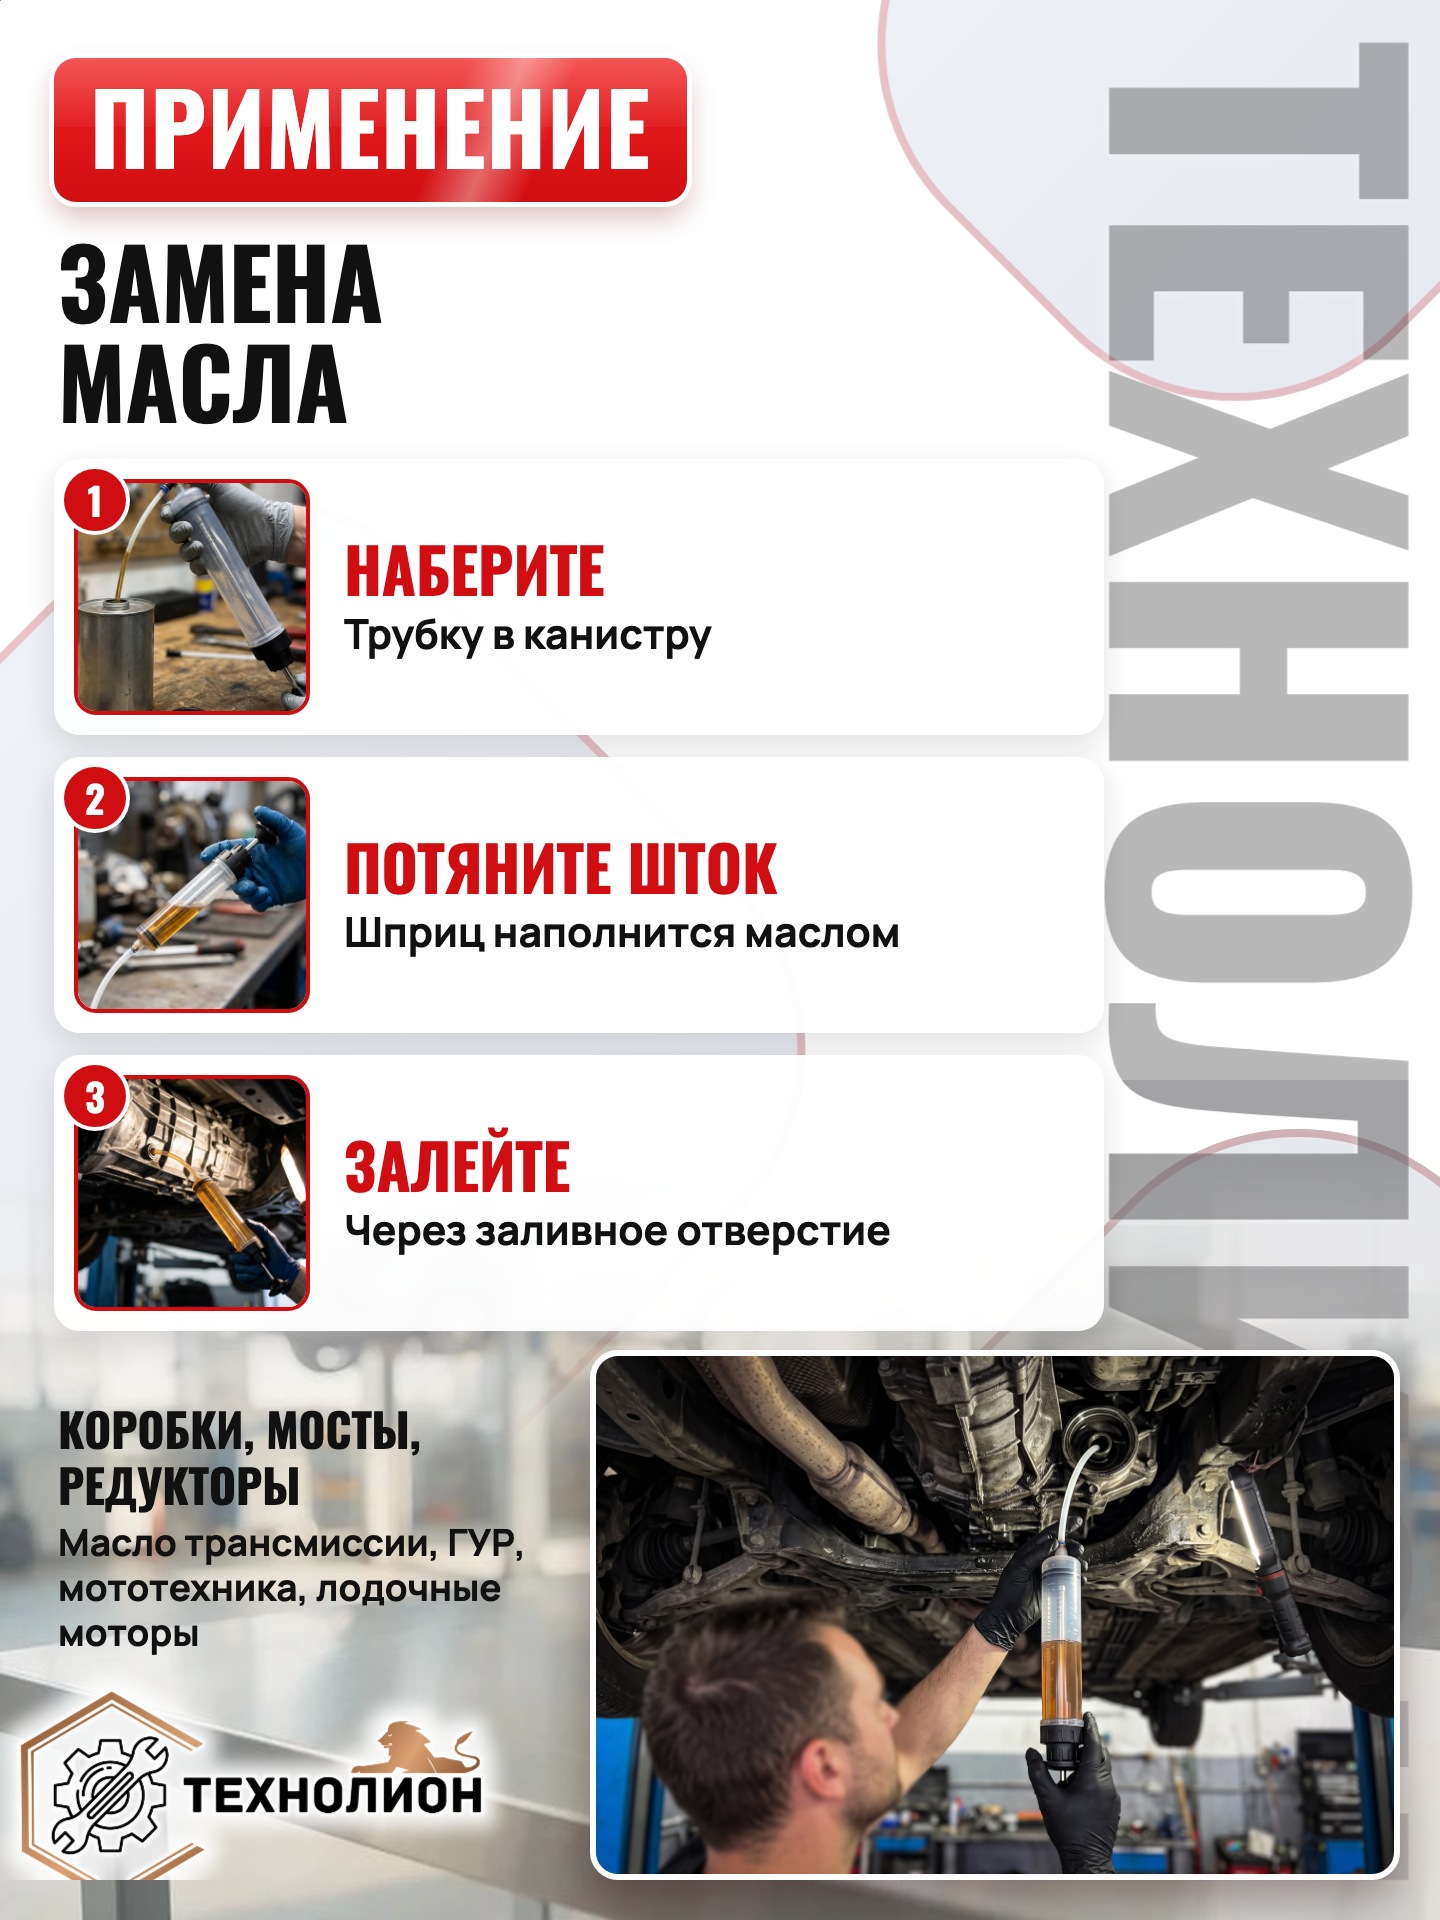 ПРИМЕНЕНИЕ
ЗАМЕНА
МАСЛА
1
НАБЕРИТЕ
Трубку в канистру
2
ПОТЯНИТЕ ШТОК
Шприц наполнится маслом
3
ЗАЛЕЙТЕ
Через заливное отверстие
КОРОБКИ, МОСТЫ,
РЕДУКТОРЫ
Масло трансмиссии, ГУР,
мототехника, лодочные
моторы
ТЕХНОЛИОН
ТЕХНОЛИ